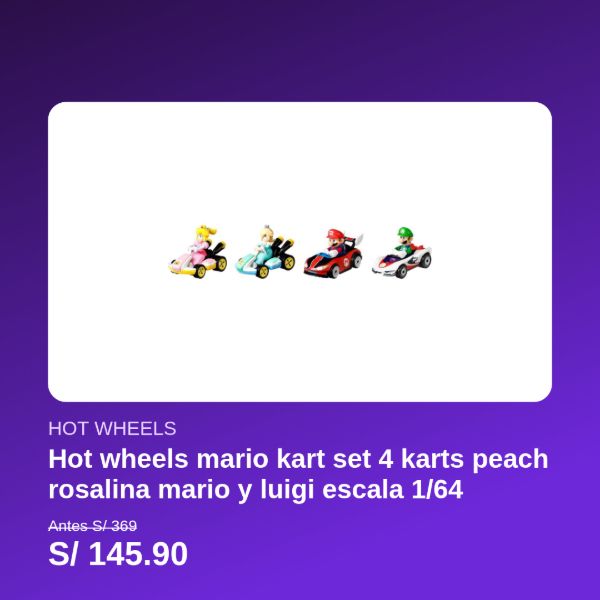 HOT WHEELS
Hot wheels mario kart set 4 karts peach
rosalina mario y luigi escala 1/64
Antes S/ 369
S/ 145.90